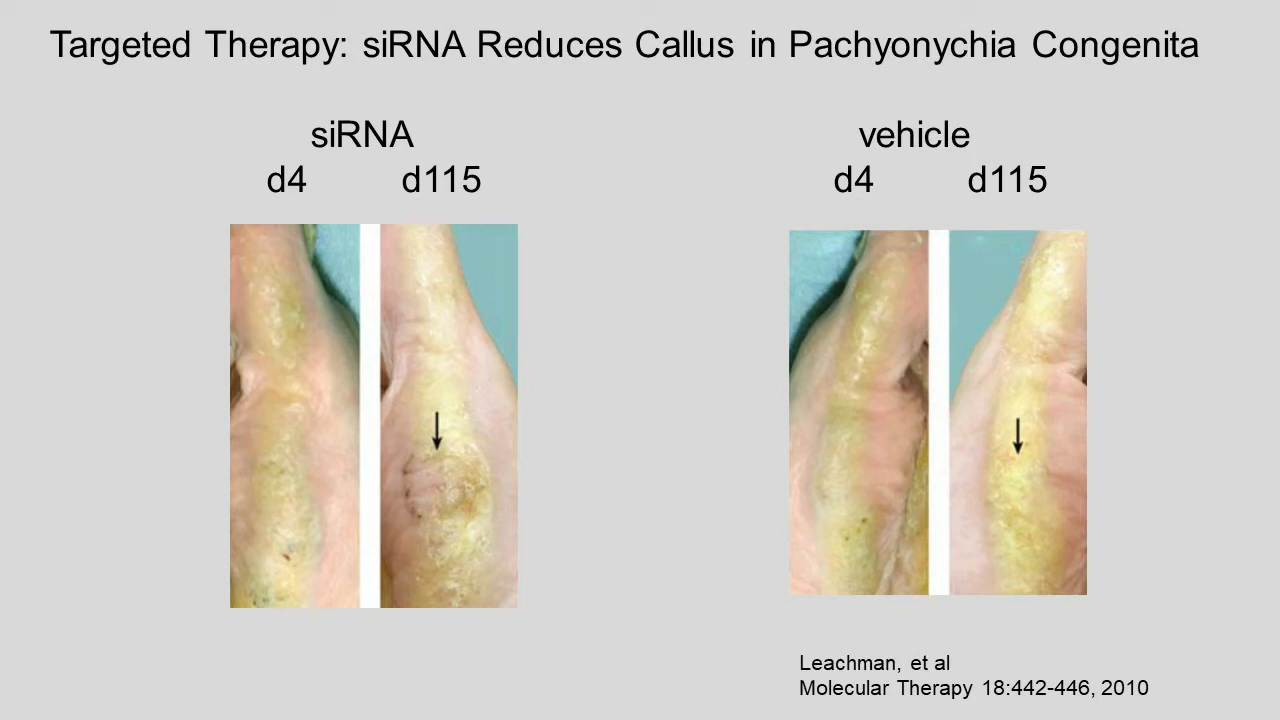 Targeted Therapy: siRNA Reduces Callus in Pachyonychia Congenita
siRNA
d4 d115
vehicle
d4 d115
Leachman, et al
Molecular Therapy 18:442-446, 2010